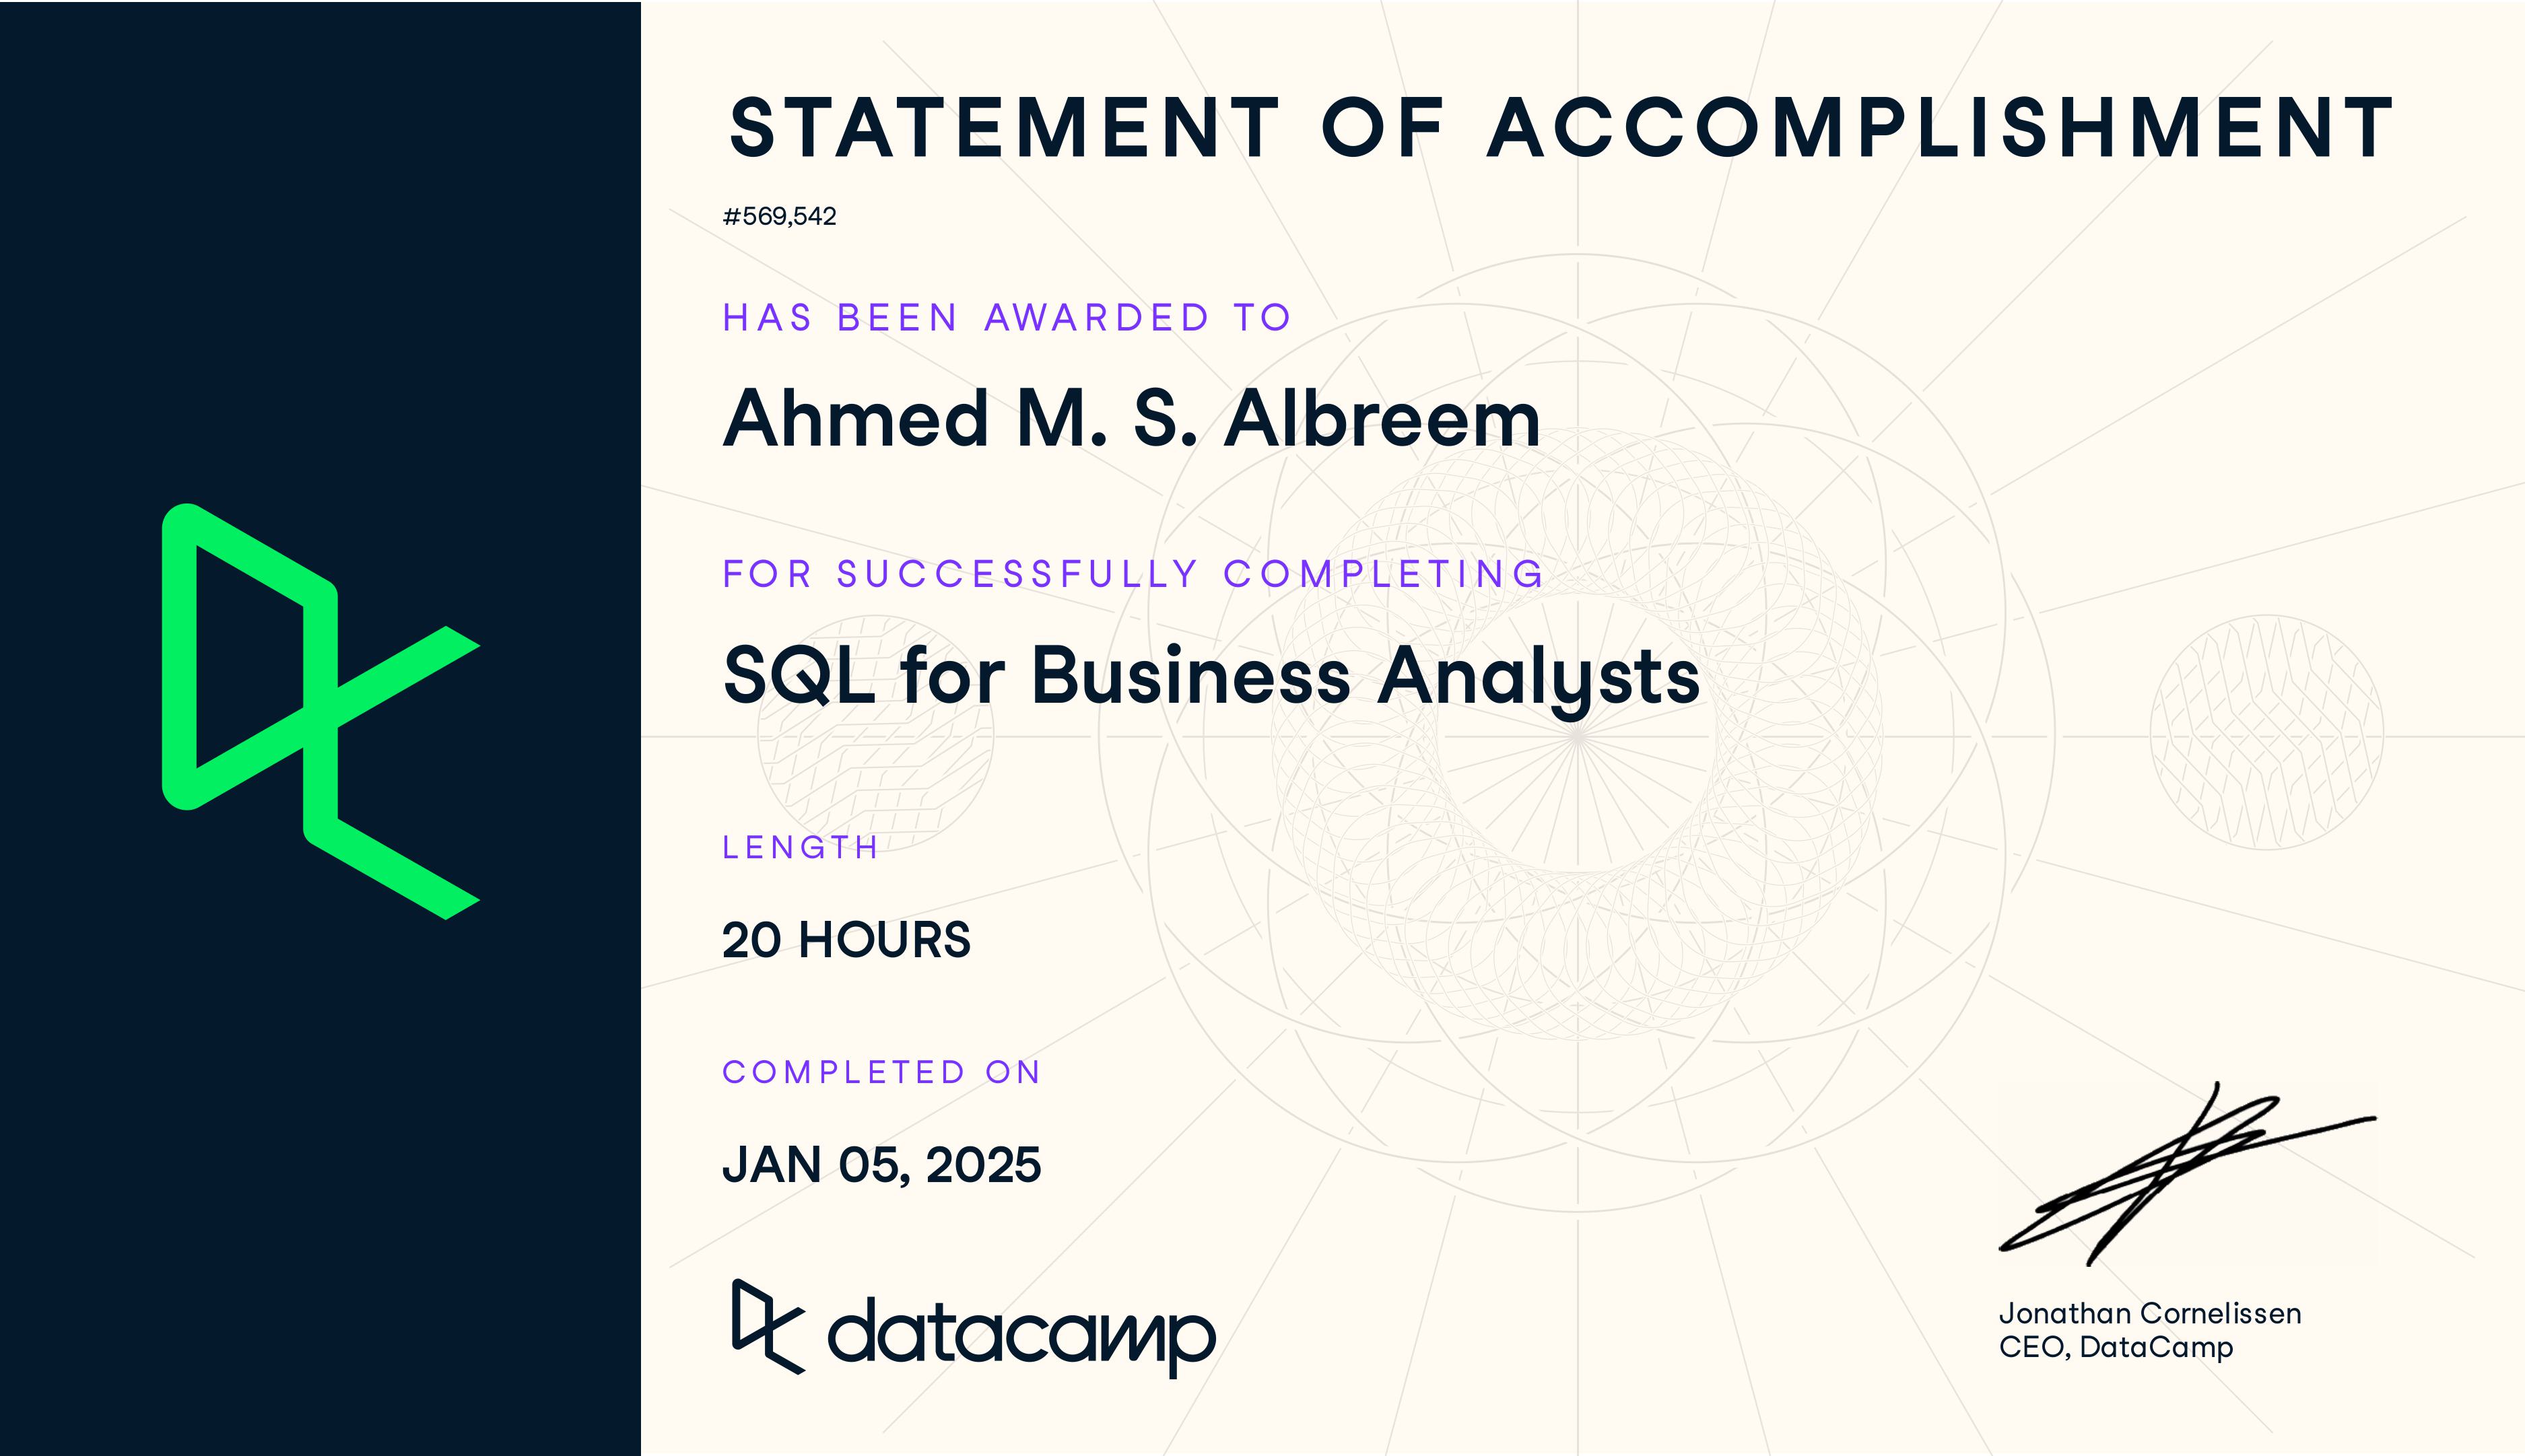 STATEMENT OF ACCOMPLISHMENT
#569,542
HAS BEEN AWARDED TO
Ahmed M. S. Albreem
FOR SUCCESSFULLY COMPLETING
SQL for Business Analysts
LENGTH
20 HOURS
COMPLETED ON
JAN 05, 2025
datacamp
Jonathan Cornelissen
CEO, DataCamp